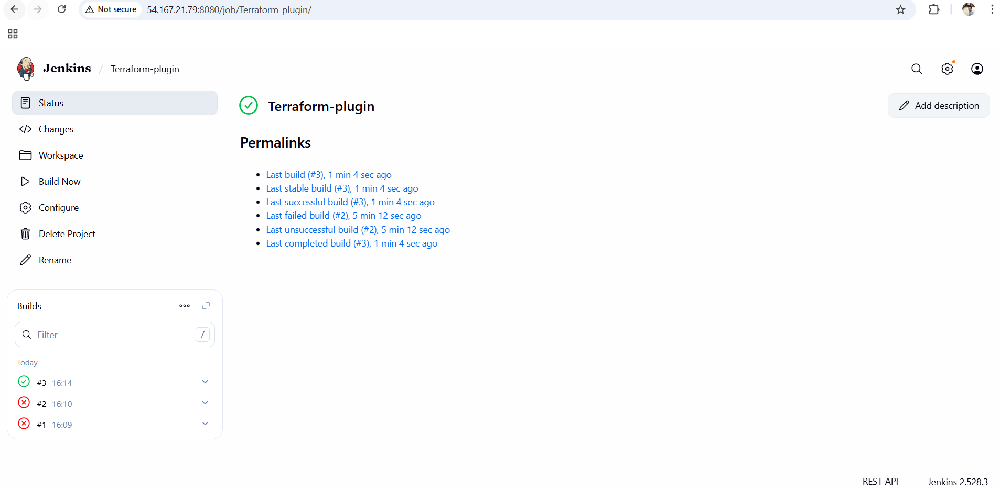 Not secure 54.167.21.79:8080/job/Terraform-plugin/
Jenkins / Terraform-plugin
Status
Changes
Workspace
Build Now
Configure
Delete Project
Rename
Terraform-plugin
Add description
Permalinks
Last build (#3), 1 min 4 sec ago
Last stable build (#3), 1 min 4 sec ago
Last successful build (#3), 1 min 4 sec ago
Last failed build (#2), 5 min 12 sec ago
Last unsuccessful build (#2), 5 min 12 sec ago
Last completed build (#3), 1 min 4 sec ago
Builds
Filter /
Today
#3 16:14
#2 16:10
#1 16:09
REST API Jenkins 2.528.3